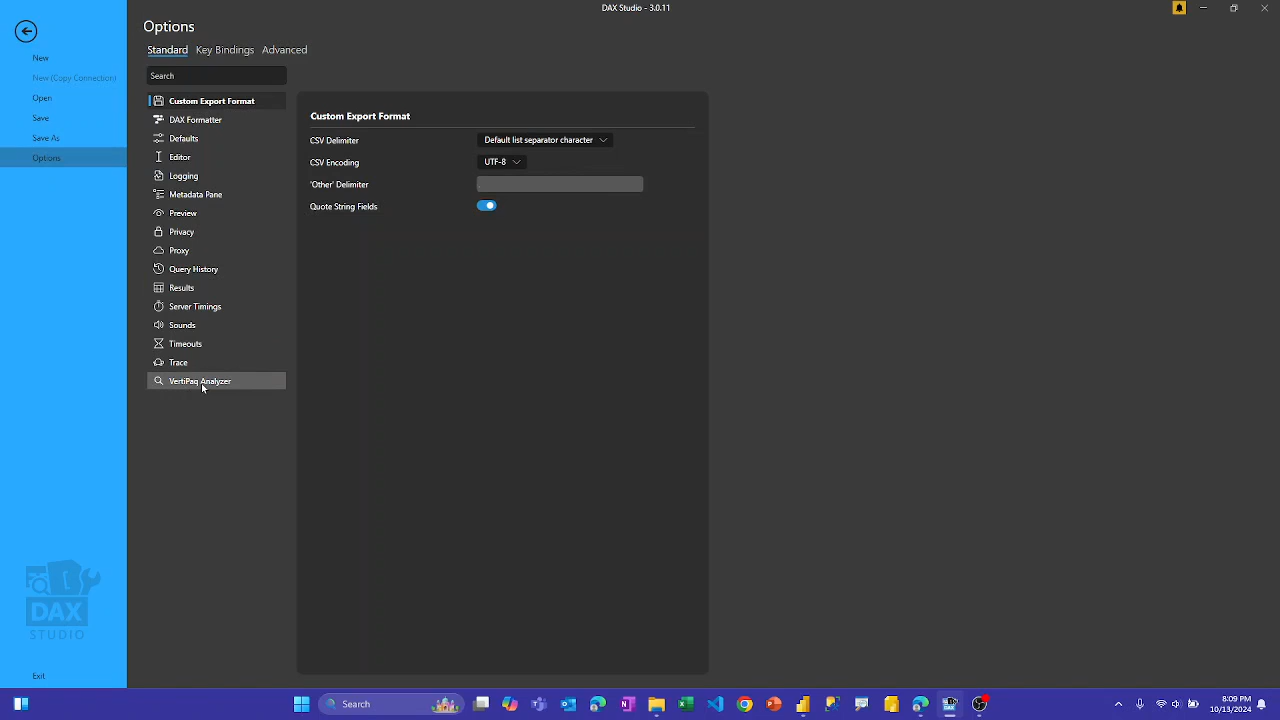 DAX Studio - 3.0.11
Options
Standard Key Bindings Advanced
New
New (Copy Connection)
Open
Save
Save As
Options
Search
Custom Export Format
DAX Formatter
Defaults
Editor
Logging
Metadata Pane
Preview
Privacy
Proxy
Query History
Results
Server Timings
Sounds
Timeouts
Trace
VertiPaq Analyzer
Custom Export Format
CSV Delimiter Default list separator character
CSV Encoding UTF-8
'Other' Delimiter
Quote String Fields
DAX
STUDIO
Exit
Search
8:09 PM
10/13/2024